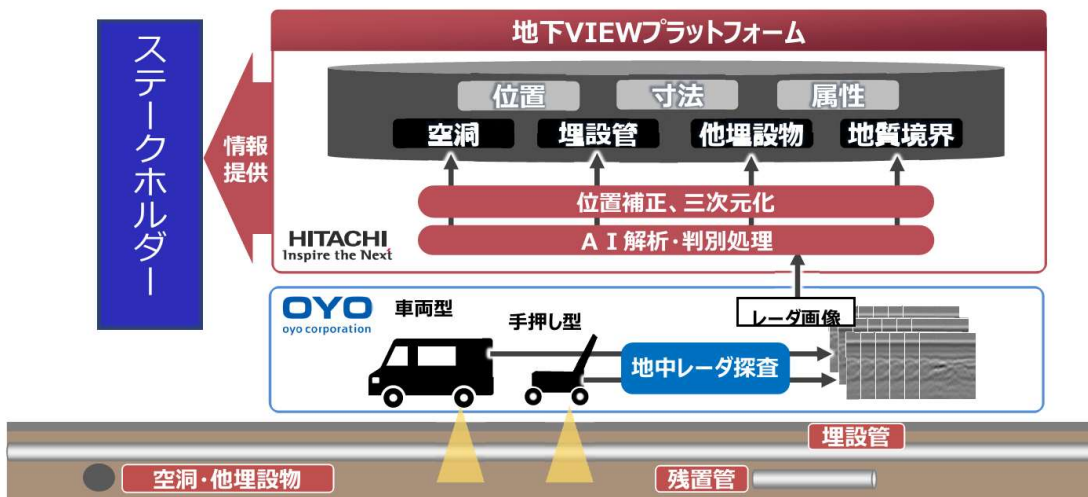 ステークホルダー
情報
提供
地下VIEWプラットフォーム
位置 寸法 属性
空洞 埋設管 他埋設物 地質境界
位置補正、三次元化
ＡＩ解析・判別処理
HITACHI
Inspire the Next
OYO
oyo corporation
車両型
手押し型
レーダ画像
地中レーダ探査
埋設管
空洞・他埋設物
残置管